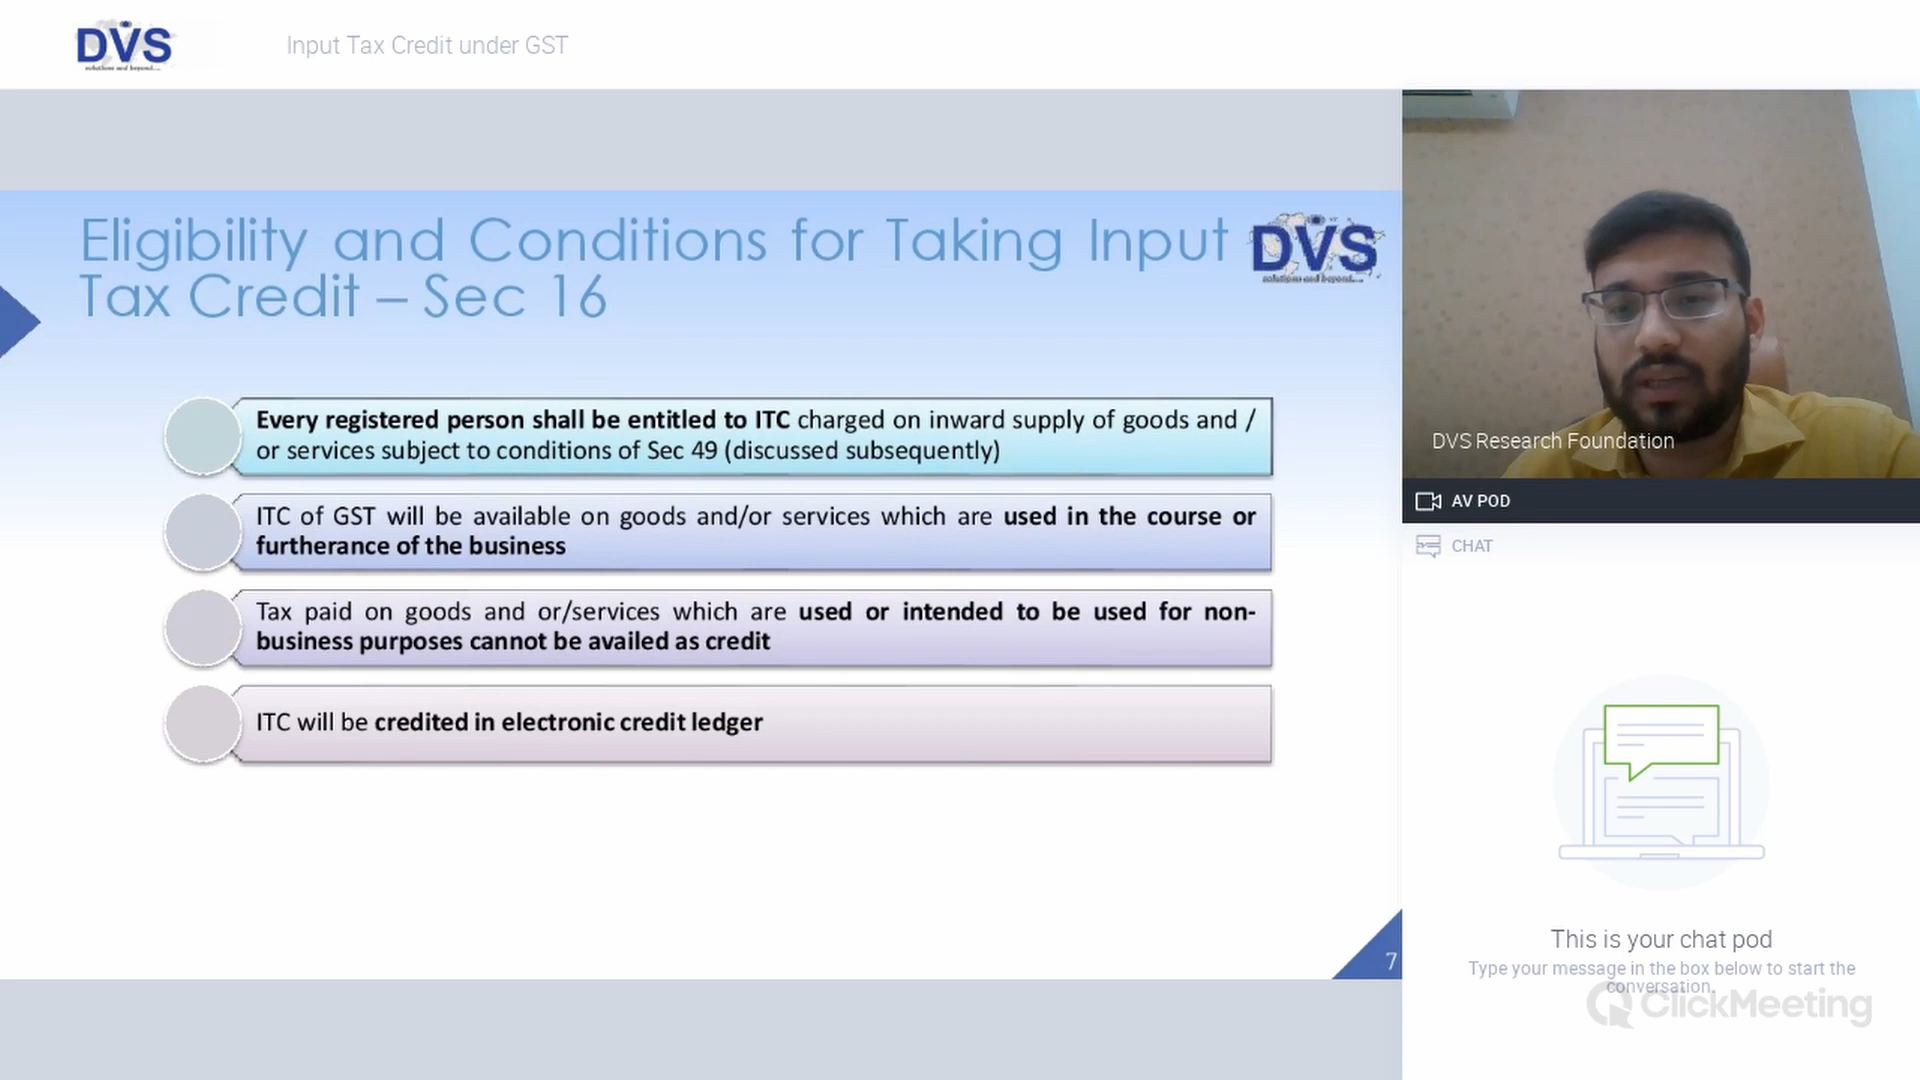 DVS
solutions and beyond....
Input Tax Credit under GST
Eligibility and Conditions for Taking Input
Tax Credit – Sec 16
DVS
solutions and beyond....
Every registered person shall be entitled to ITC charged on inward supply of goods and /
or services subject to conditions of Sec 49 (discussed subsequently)
ITC of GST will be available on goods and/or services which are used in the course or
furtherance of the business
Tax paid on goods and or/services which are used or intended to be used for non-
business purposes cannot be availed as credit
ITC will be credited in electronic credit ledger
7
DVS Research Foundation
AV POD
CHAT
This is your chat pod
Type your message in the box below to start the
conversation.
ClickMeeting